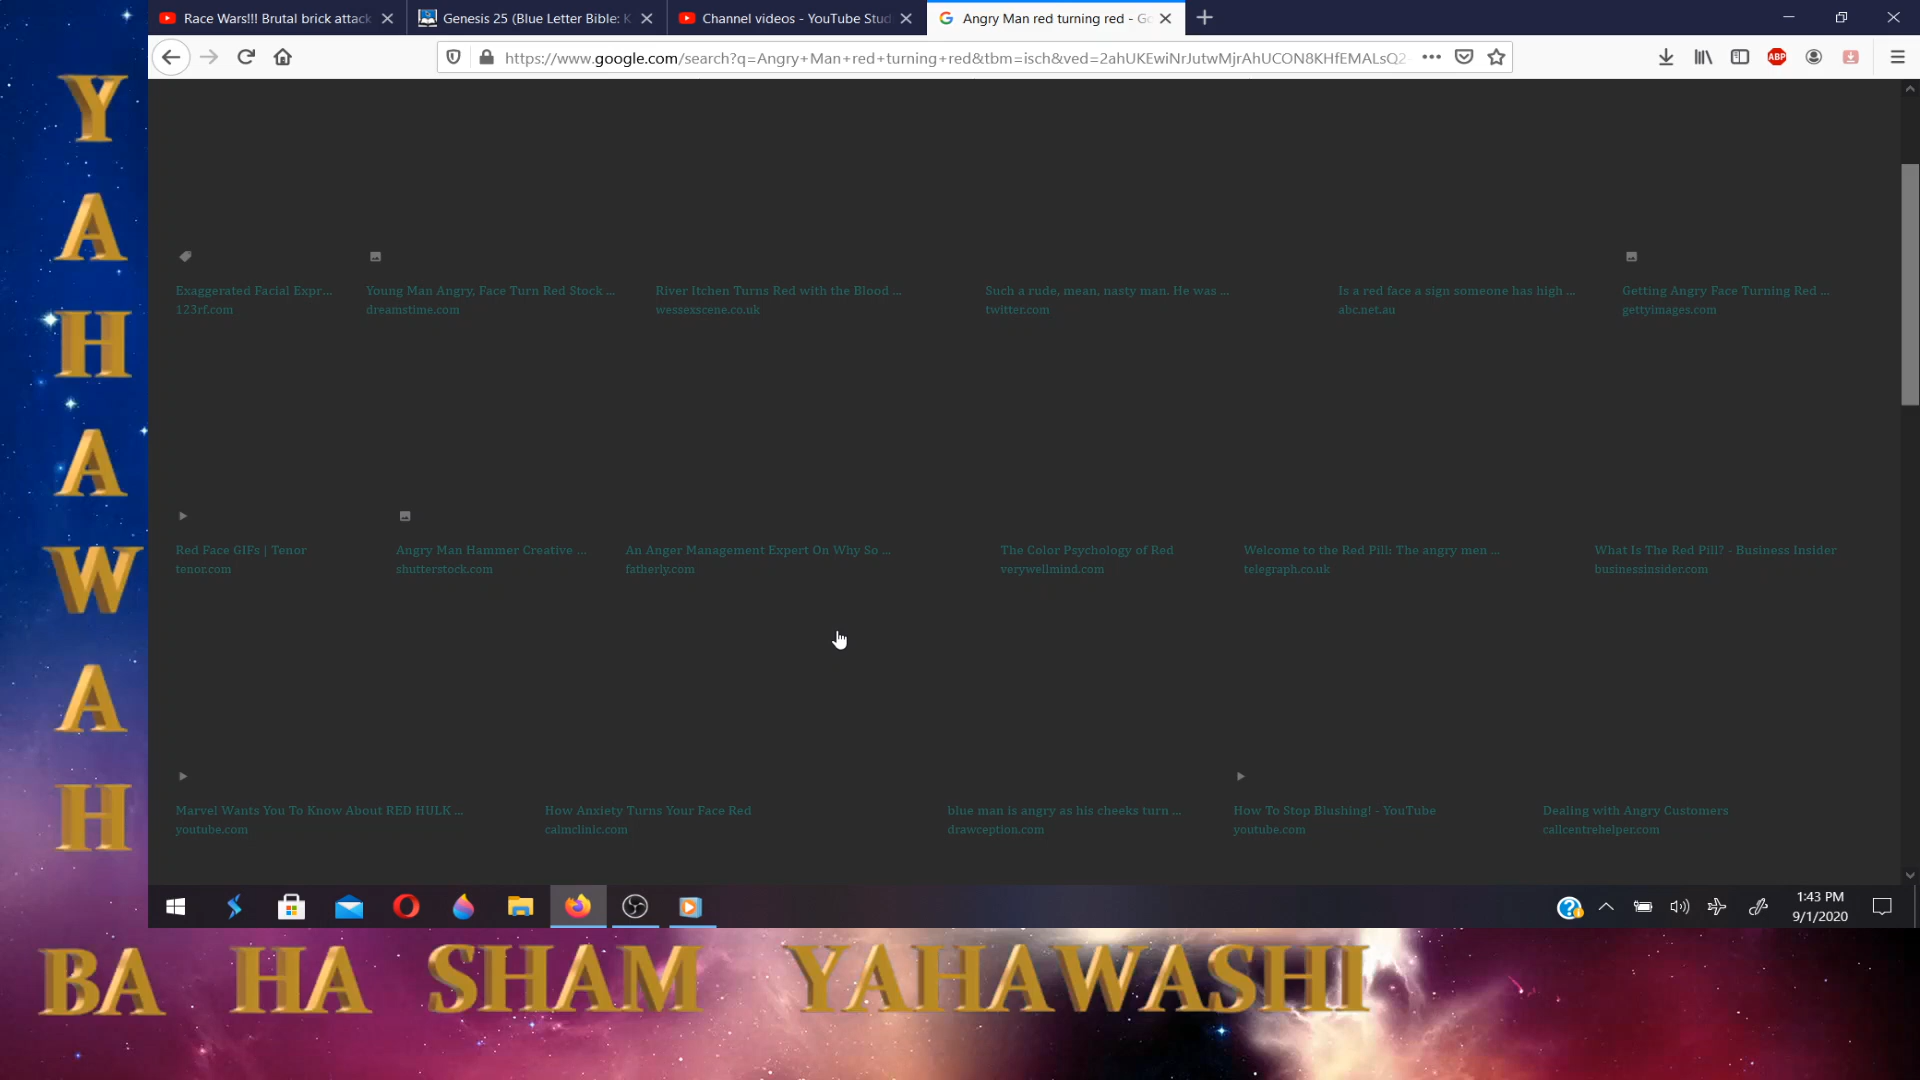 Race Wars!!! Brutal brick attack
Genesis 25 (Blue Letter Bible: K
Channel videos - YouTube Stud
Angry Man red turning red - Go
https://www.google.com/search?q=Angry+Man+red+turning+red&tbm=isch&ved=2ahUKEwiNrJutwMjrAhUCON8KHfEMALsQ2-
ABP
Exaggerated Facial Expr...
123rf.com
Young Man Angry, Face Turn Red Stock ...
dreamstime.com
River Itchen Turns Red with the Blood ...
wessexscene.co.uk
Such a rude, mean, nasty man. He was ...
twitter.com
Is a red face a sign someone has high ...
abc.net.au
Getting Angry Face Turning Red ...
gettyimages.com
Red Face GIFs | Tenor
tenor.com
Angry Man Hammer Creative ...
shutterstock.com
An Anger Management Expert On Why So ...
fatherly.com
The Color Psychology of Red
verywellmind.com
Welcome to the Red Pill: The angry men ...
telegraph.co.uk
What Is The Red Pill? - Business Insider
businessinsider.com
Marvel Wants You To Know About RED HULK ...
youtube.com
How Anxiety Turns Your Face Red
calmclinic.com
blue man is angry as his cheeks turn ...
drawception.com
How To Stop Blushing! - YouTube
youtube.com
Dealing with Angry Customers
callcentrehelper.com
1:43 PM
9/1/2020
YAHAWAH
BA HA SHAM YAHAWASHI